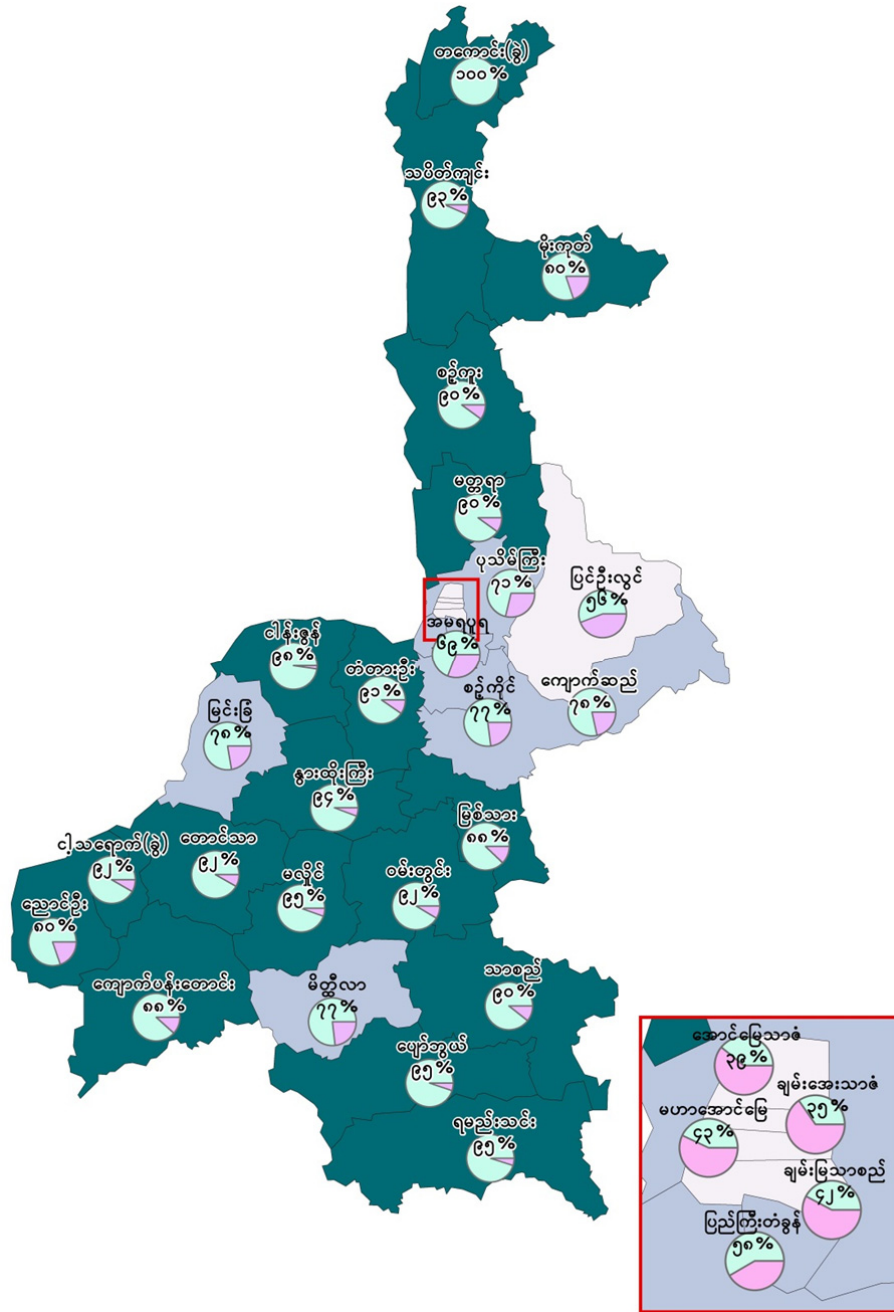 တကောင်း(ခွဲ)
၁၀၀%
သပိတ်ကျင်း
၉၃%
မိုးကုတ်
၈၀%
စဉ့်ကူး
၉၀%
မတ္တရာ
၉၀%
ပုသိမ်ကြီး
၇၁%
ပြင်ဦးလွင်
၅၆%
အမရပူရ
၆၉%
ငါန်းဇွန်
၉၈%
တံတားဦး
၉၁%
စဉ့်ကိုင်
၇၇%
ကျောက်ဆည်
၇၈%
မြင်းခြံ
၇၈%
နွားထိုးကြီး
၉၄%
မြစ်သား
၈၈%
ငါ့သရောက်(ခွဲ)
၉၂%
တောင်သာ
၉၂%
မလှိုင်
၉၅%
ဝမ်းတွင်း
၉၂%
ညောင်ဦး
၈၀%
ကျောက်ပန်းတောင်း
၈၈%
မိတ္ထီလာ
၇၇%
သာစည်
၉၀%
ပျော်ဘွယ်
၉၅%
ရမည်းသင်း
၉၅%
အောင်မြေသာဇံ
၃၉%
ချမ်းအေးသာဇံ
၃၅%
မဟာအောင်မြေ
၄၃%
ချမ်းမြသာစည်
၄၂%
ပြည်ကြီးတံခွန်
၅၈%